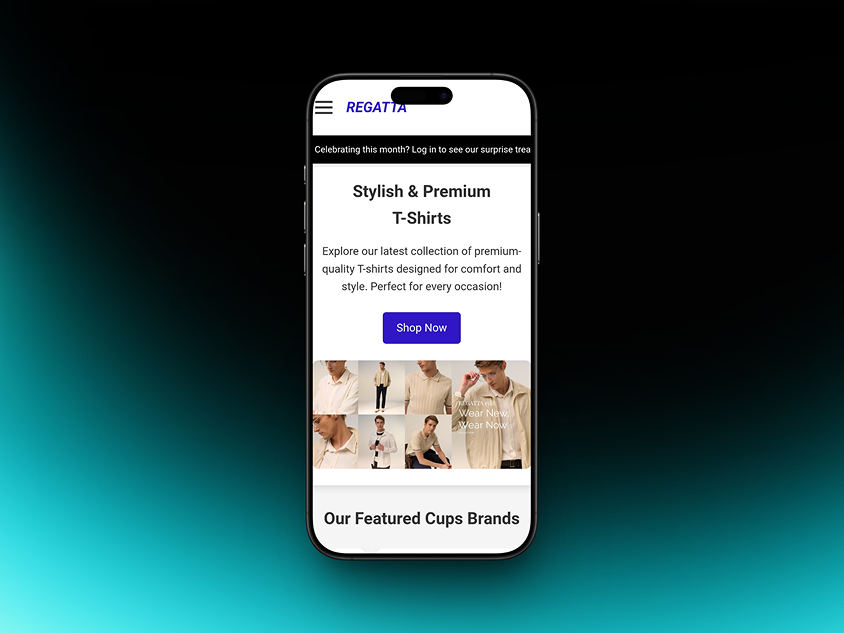 REGATTA
Celebrating this month? Log in to see our surprise trea
Stylish & Premium
T-Shirts
Explore our latest collection of premium-
quality T-shirts designed for comfort and
style. Perfect for every occasion!
Shop Now
Wear New,
Wear Now
Our Featured Cups Brands